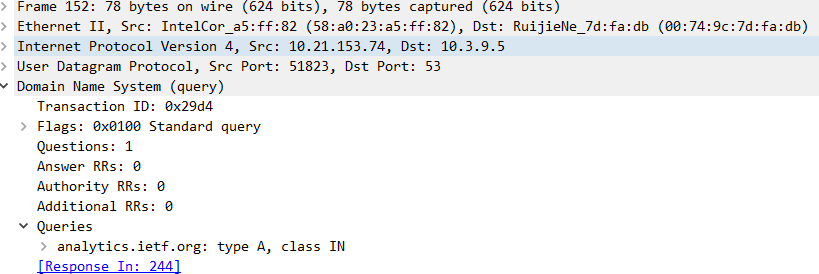 Frame 152: 78 bytes on wire (624 bits), 78 bytes captured (624 bits)
Ethernet II, Src: IntelCor_a5:ff:82 (58:a0:23:a5:ff:82), Dst: RuijieNe_7d:fa:db (00:74:9c:7d:fa:db)
Internet Protocol Version 4, Src: 10.21.153.74, Dst: 10.3.9.5
User Datagram Protocol, Src Port: 51823, Dst Port: 53
Domain Name System (query)
Transaction ID: 0x29d4
Flags: 0x0100 Standard query
Questions: 1
Answer RRs: 0
Authority RRs: 0
Additional RRs: 0
Queries
analytics.ietf.org: type A, class IN
[Response In: 244]